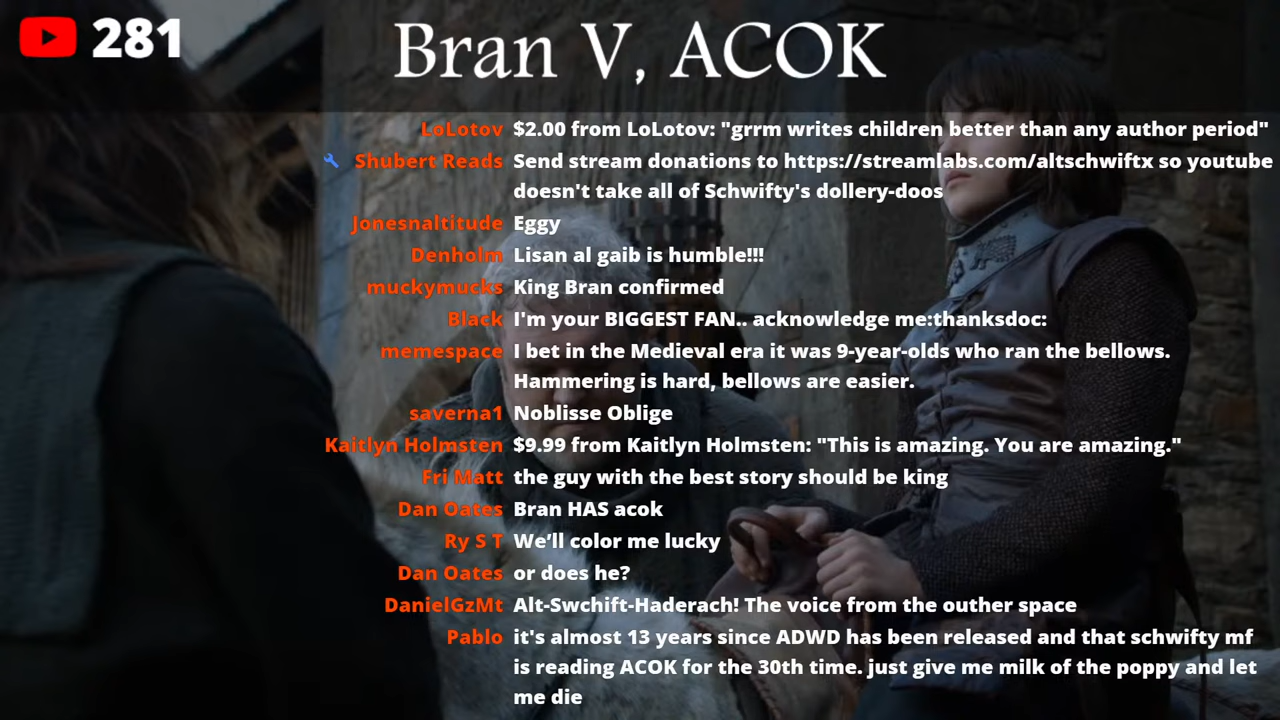 281
Bran V, ACOK
LoLotov $2.00 from LoLotov: "grrm writes children better than any author period"
Shubert Reads Send stream donations to https://streamlabs.com/altschwiftx so youtube
doesn't take all of Schwifty's dollery-doos
Jonesnaltitude Eggy
Denholm Lisan al gaib is humble!!!
muckymucks King Bran confirmed
Black I'm your BIGGEST FAN.. acknowledge me:thanksdoc:
memespace I bet in the Medieval era it was 9-year-olds who ran the bellows.
Hammering is hard, bellows are easier.
saverna1 Noblisse Oblige
Kaitlyn Holmsten $9.99 from Kaitlyn Holmsten: "This is amazing. You are amazing."
Fri Matt the guy with the best story should be king
Dan Oates Bran HAS acok
Ry S T We’ll color me lucky
Dan Oates or does he?
DanielGzMt Alt-Swchift-Haderach! The voice from the outher space
Pablo it's almost 13 years since ADWD has been released and that schwifty mf
is reading ACOK for the 30th time. just give me milk of the poppy and let
me die